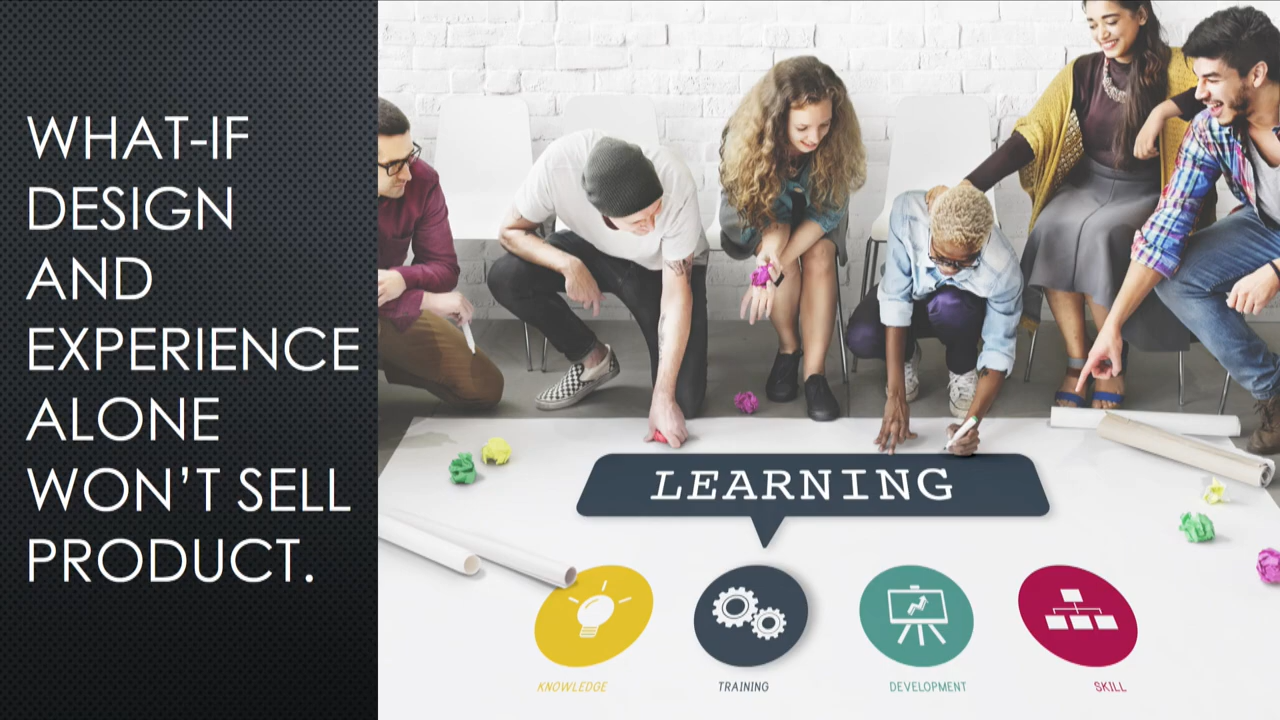 WHAT-IF
DESIGN
AND
EXPERIENCE
ALONE
WON’T SELL
PRODUCT.
LEARNING
KNOWLEDGE
TRAINING
DEVELOPMENT
SKILL